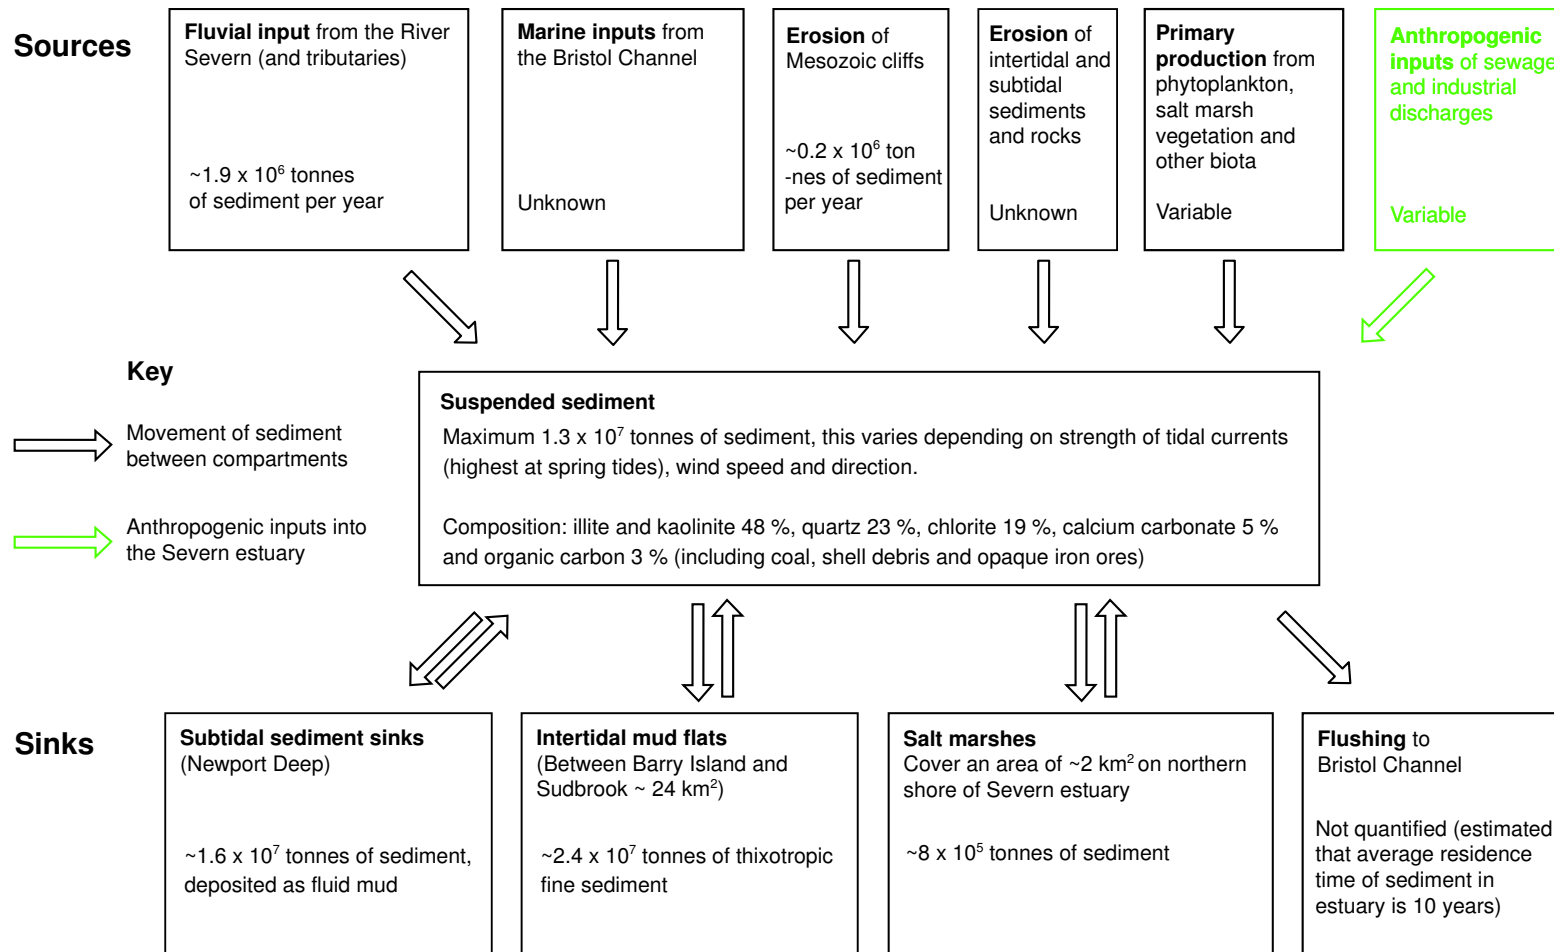 Sources
Fluvial input from the River
Severn (and tributaries)
~1.9 x 10⁶ tonnes
of sediment per year
Marine inputs from
the Bristol Channel
Unknown
Erosion of
Mesozoic cliffs
~0.2 x 10⁶ ton
-nes of sediment
per year
Erosion of
intertidal and
subtidal
sediments
and rocks
Unknown
Primary
production from
phytoplankton,
salt marsh
vegetation and
other biota
Variable
Anthropogenic
inputs of sewage
and industrial
discharges
Variable
Key
Movement of sediment
between compartments
Anthropogenic inputs into
the Severn estuary
Suspended sediment
Maximum 1.3 x 10⁷ tonnes of sediment, this varies depending on strength of tidal currents
(highest at spring tides), wind speed and direction.
Composition: illite and kaolinite 48 %, quartz 23 %, chlorite 19 %, calcium carbonate 5 %
and organic carbon 3 % (including coal, shell debris and opaque iron ores)
Sinks
Subtidal sediment sinks
(Newport Deep)
~1.6 x 10⁷ tonnes of sediment,
deposited as fluid mud
Intertidal mud flats
(Between Barry Island and
Sudbrook ~ 24 km²)
~2.4 x 10⁷ tonnes of thixotropic
fine sediment
Salt marshes
Cover an area of ~2 km² on northern
shore of Severn estuary
~8 x 10⁵ tonnes of sediment
Flushing to
Bristol Channel
Not quantified (estimated
that average residence
time of sediment in
estuary is 10 years)